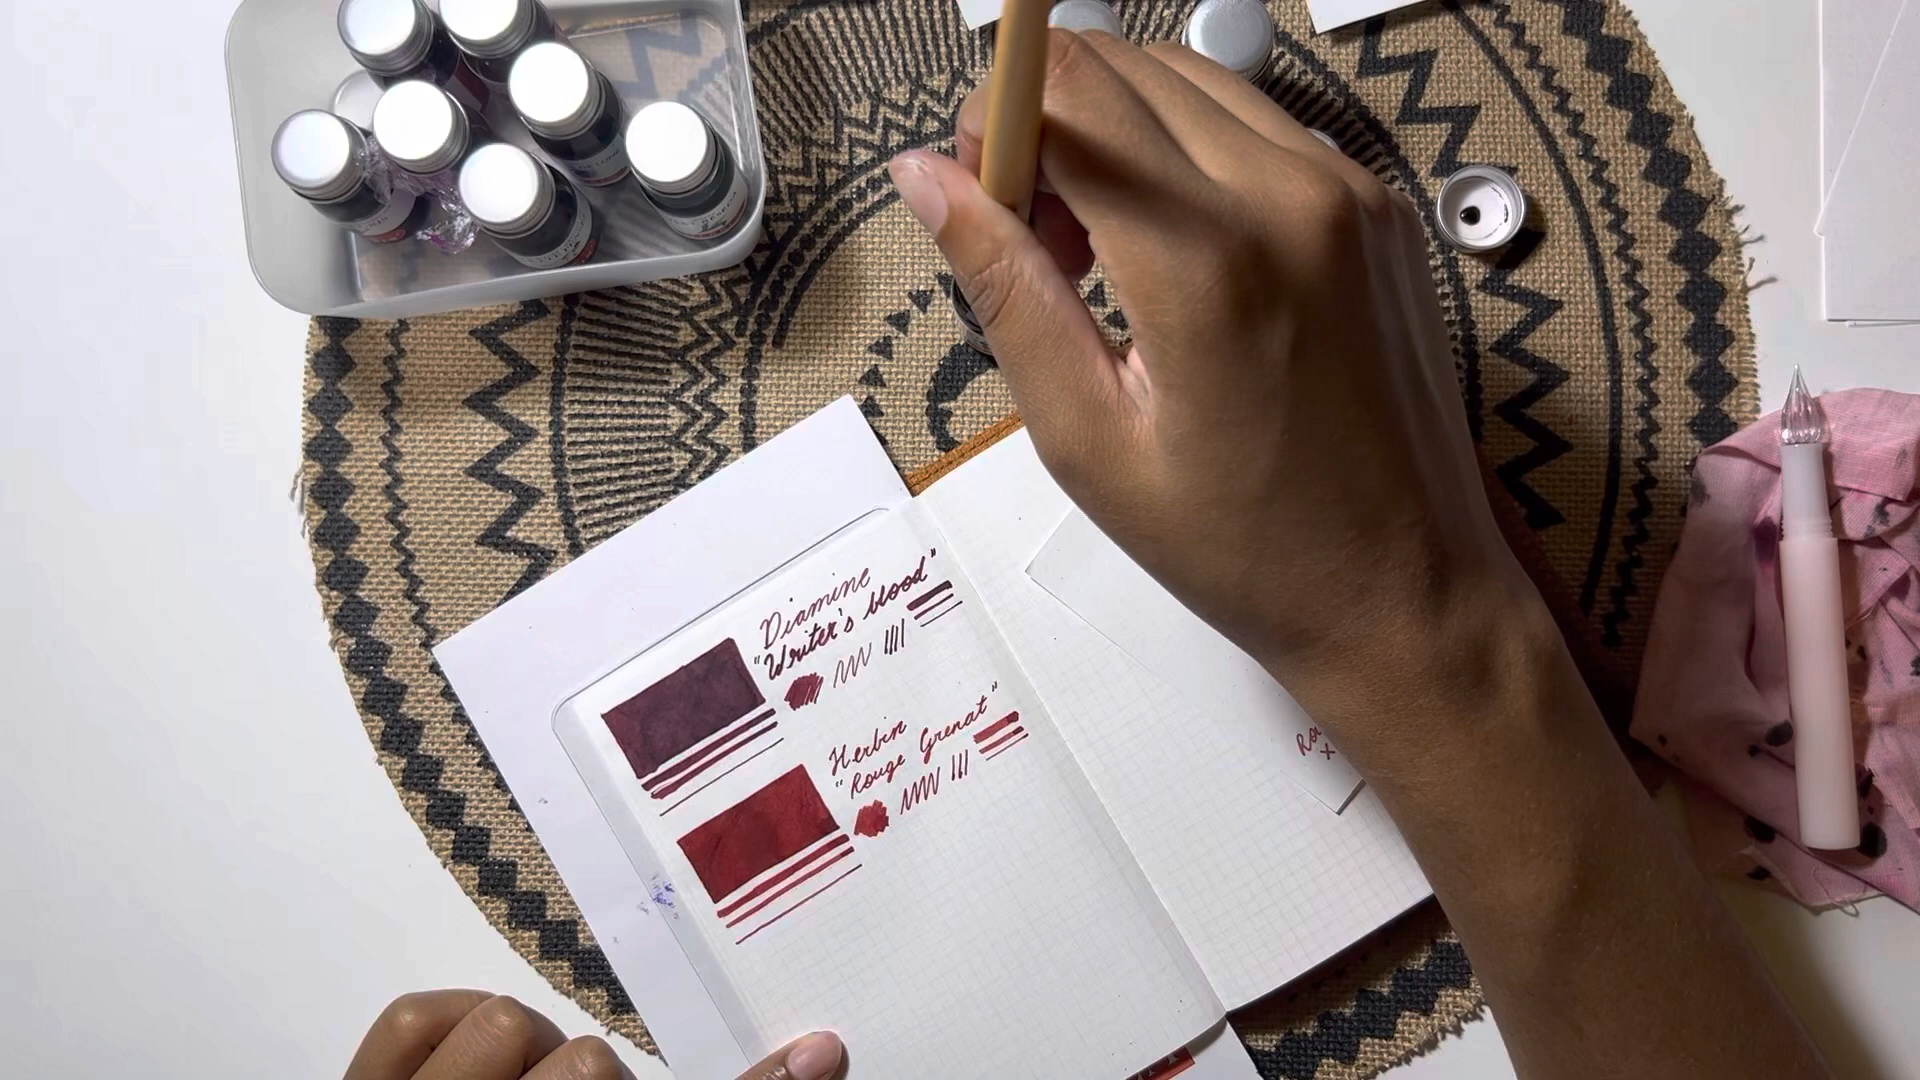 Diamine
"Writer's blood"
Herbin
"Rouge Grenat"